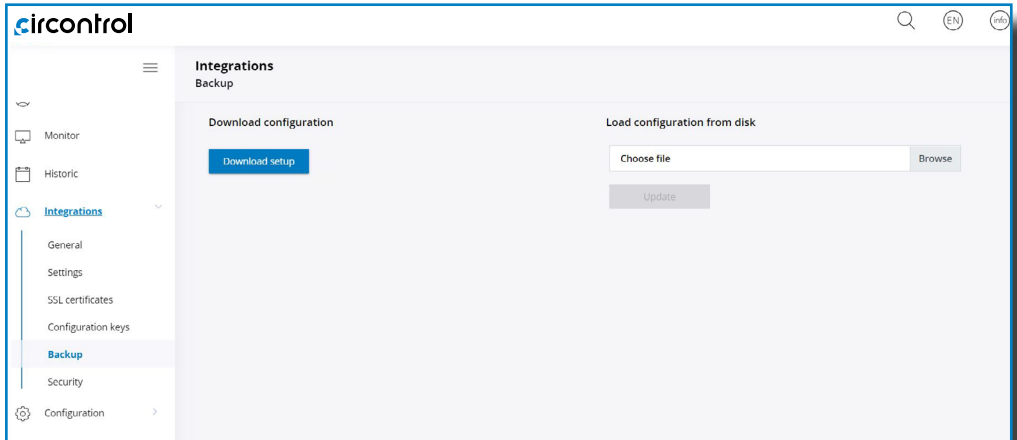 circontrol
EN
info
Integrations
Backup
Monitor
Historic
Integrations
General
Settings
SSL certificates
Configuration keys
Backup
Security
Configuration
Download configuration
Download setup
Load configuration from disk
Choose file
Browse
Update